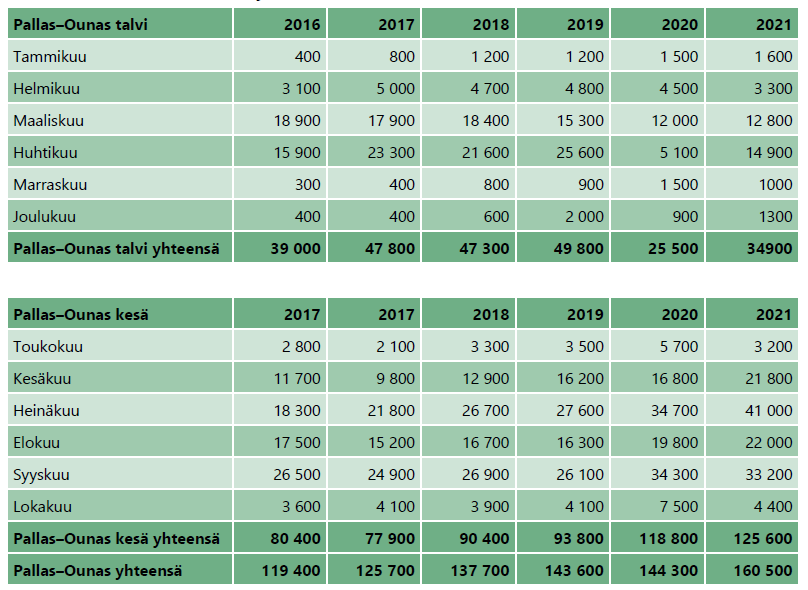 Pallas–Ounas talvi 2016 2017 2018 2019 2020 2021
Tammikuu 400 800 1 200 1 200 1 500 1 600
Helmikuu 3 100 5 000 4 700 4 800 4 500 3 300
Maaliskuu 18 900 17 900 18 400 15 300 12 000 12 800
Huhtikuu 15 900 23 300 21 600 25 600 5 100 14 900
Marraskuu 300 400 800 900 1 500 1000
Joulukuu 400 400 600 2 000 900 1300
Pallas–Ounas talvi yhteensä 39 000 47 800 47 300 49 800 25 500 34900
Pallas–Ounas kesä 2017 2017 2018 2019 2020 2021
Toukokuu 2 800 2 100 3 300 3 500 5 700 3 200
Kesäkuu 11 700 9 800 12 900 16 200 16 800 21 800
Heinäkuu 18 300 21 800 26 700 27 600 34 700 41 000
Elokuu 17 500 15 200 16 700 16 300 19 800 22 000
Syyskuu 26 500 24 900 26 900 26 100 34 300 33 200
Lokakuu 3 600 4 100 3 900 4 100 7 500 4 400
Pallas–Ounas kesä yhteensä 80 400 77 900 90 400 93 800 118 800 125 600
Pallas–Ounas yhteensä 119 400 125 700 137 700 143 600 144 300 160 500